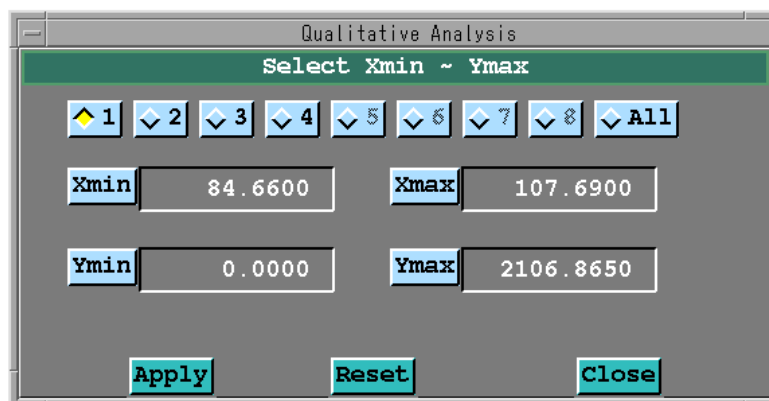 Qualitative Analysis
Select Xmin ~ Ymax
1 2 3 4 5 6 7 8 All
Xmin 84.6600 Xmax 107.6900
Ymin 0.0000 Ymax 2106.8650
Apply Reset Close